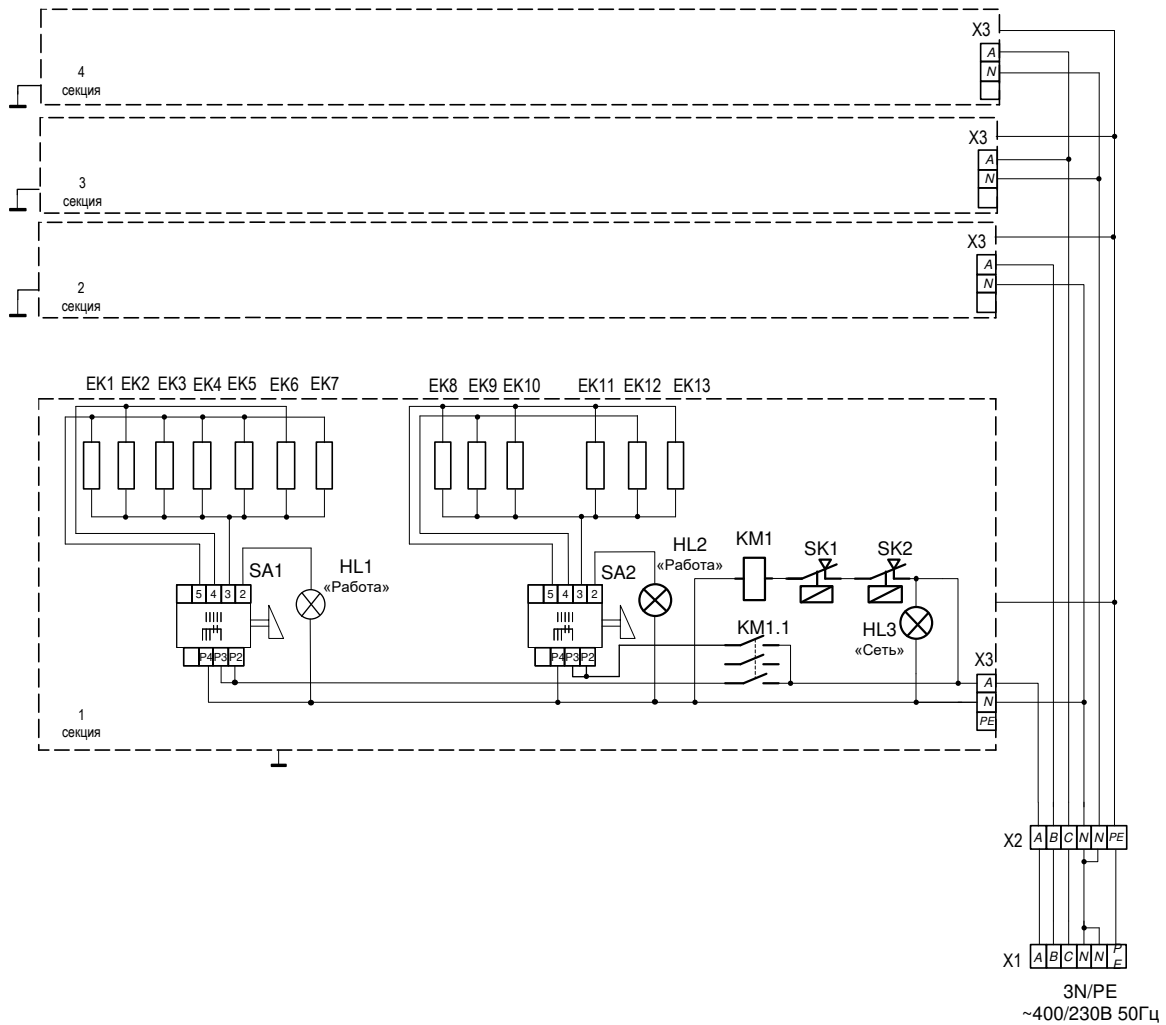 X3
A
N
4
секция
X3
A
N
3
секция
X3
A
N
2
секция
EK1 EK2 EK3 EK4 EK5 EK6 EK7
EK8 EK9 EK10 EK11 EK12 EK13
SA1
HL1
«Работа»
5 4 3 2
P4 P3 P2
SA2
HL2
«Работа»
5 4 3 2
P4 P3 P2
KM1
SK1
SK2
KM1.1
HL3
«Сеть»
X3
A
N
PE
1
секция
X2 A B C N N PE
X1 A B C N N PE
3N/PE
~400/230В 50Гц